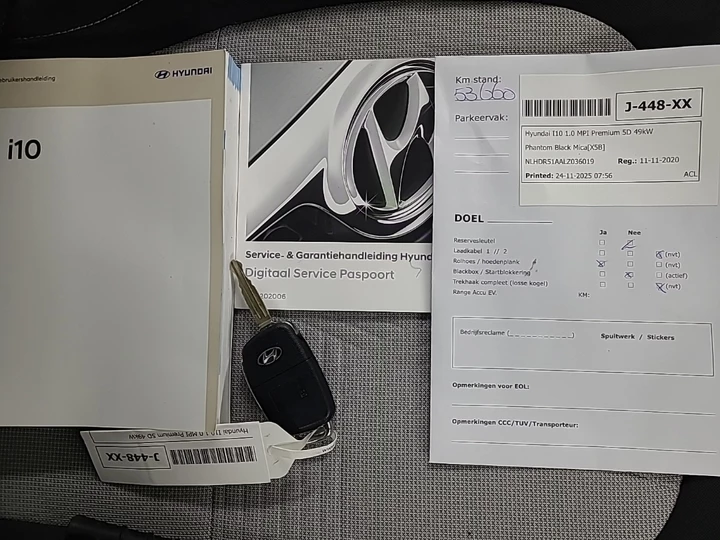 Gebruikershandleiding
HYUNDAI
i10
Service- & Garantiehandleiding Hyund
Digitaal Service Paspoort
Km stand:
53.660
Parkeervak:
J-448-XX
Hyundai I10 1.0 MPI Premium 5D 49kW
Phantom Black Mica[X5B]
NLHDR51AALZ036019 Reg.: 11-11-2020
Printed: 24-11-2025 07:56 ACL
DOEL
Ja Nee
Reservesleutel
Laadkabel 1 // 2 (nvt)
Rolhoes / hoedenplank (nvt)
Blackbox / Startblokkering (actief)
Trekhaak compleet (losse kogel) (nvt)
Range Accu EV. KM:
Bedrijfsreclame (_____________) Spuitwerk / Stickers
Opmerkingen voor EOL:
Opmerkingen CCC/TUV/Transporteur:
Hyundai I10 1.0 MPI Premium 5D 49kW
J-448-XX